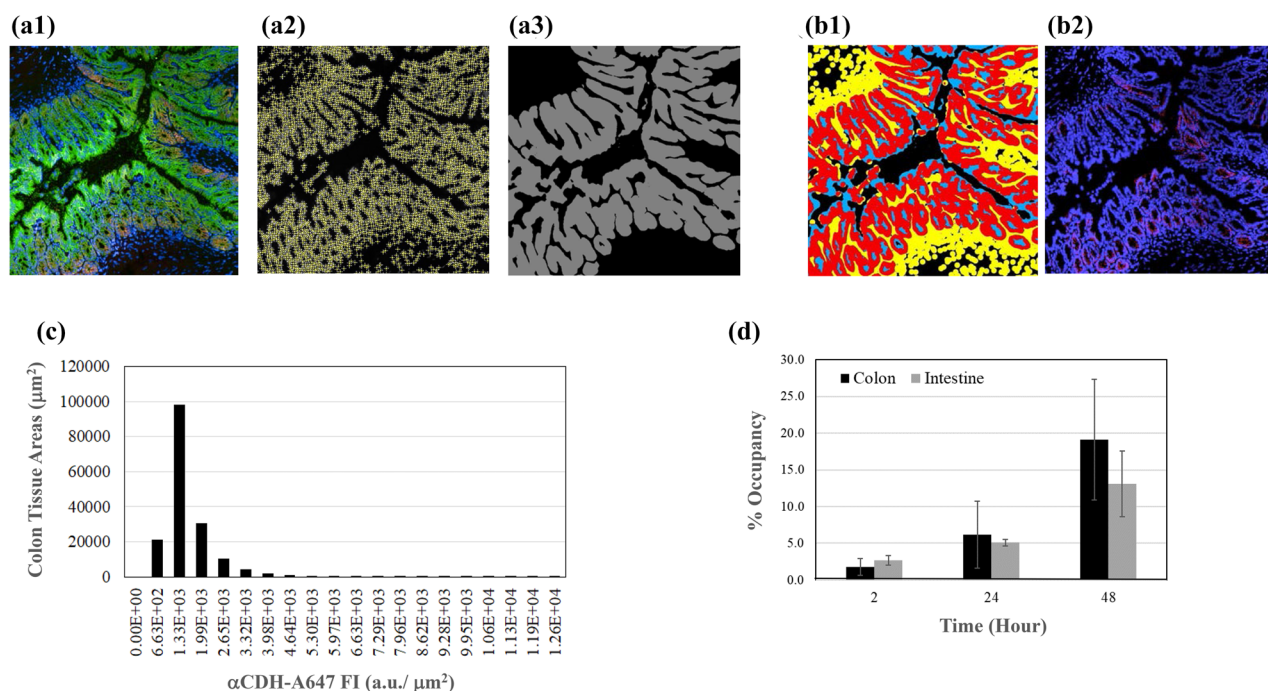 (a1) (a2) (a3) (b1) (b2)
(c)
Colon Tissue Areas (μm²)
120000
100000
80000
60000
40000
20000
0
0.00E+00
6.63E+02
1.33E+03
1.99E+03
2.65E+03
3.32E+03
3.98E+03
4.64E+03
5.30E+03
5.97E+03
6.63E+03
7.29E+03
7.96E+03
8.62E+03
9.28E+03
9.95E+03
1.06E+04
1.13E+04
1.19E+04
1.26E+04
αCDH-A647 FI (a.u./ μm²)
(d)
% Occupancy
30.0
25.0
20.0
15.0
10.0
5.0
0.0
Colon Intestine
2 24 48
Time (Hour)